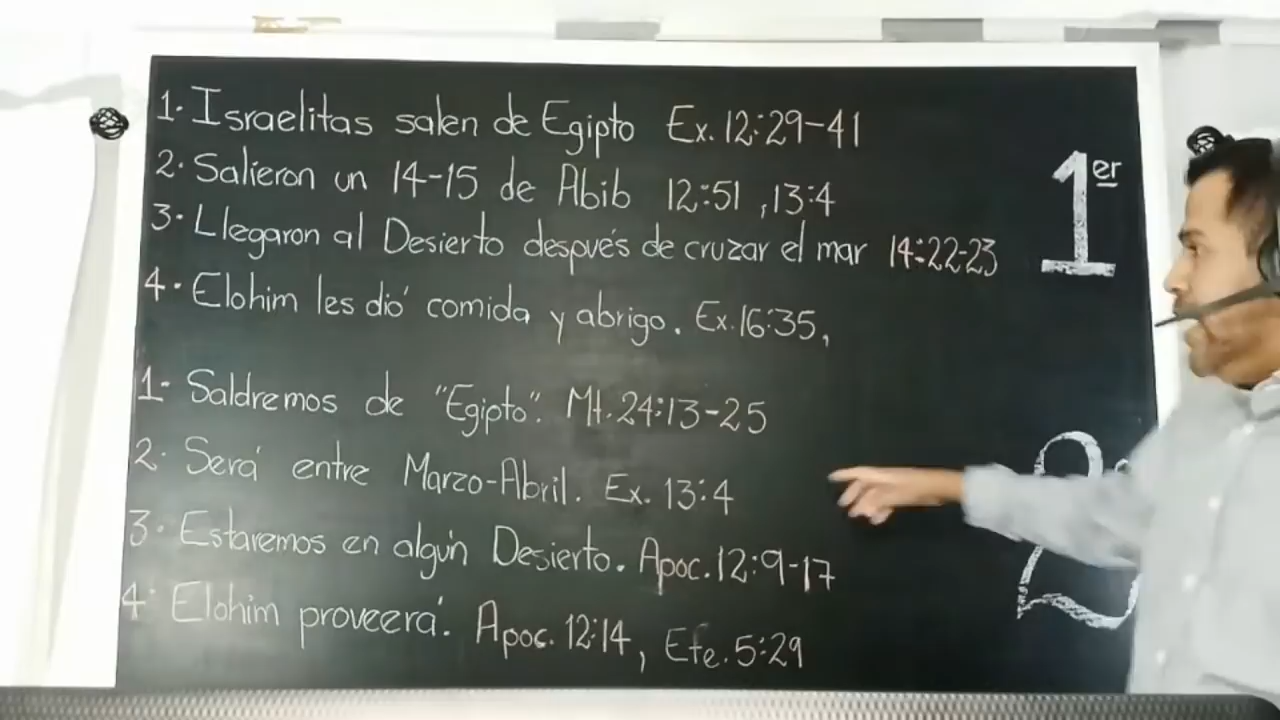 1. Israelitas salen de Egipto Ex. 12:29-41
2. Salieron un 14-15 de Abib 12:51 ,13:4
3. Llegaron al Desierto después de cruzar el mar 14:22-23
4. Elohim les dió comida y abrigo. Ex. 16:35,
1er
1- Saldremos de "Egipto". Mt. 24:13-25
2. Será entre Marzo-Abril. Ex. 13:4
3. Estaremos en algún Desierto. Apoc. 12:9-17
4. Elohim proveerá. Apoc. 12:14, Efe. 5:29
2